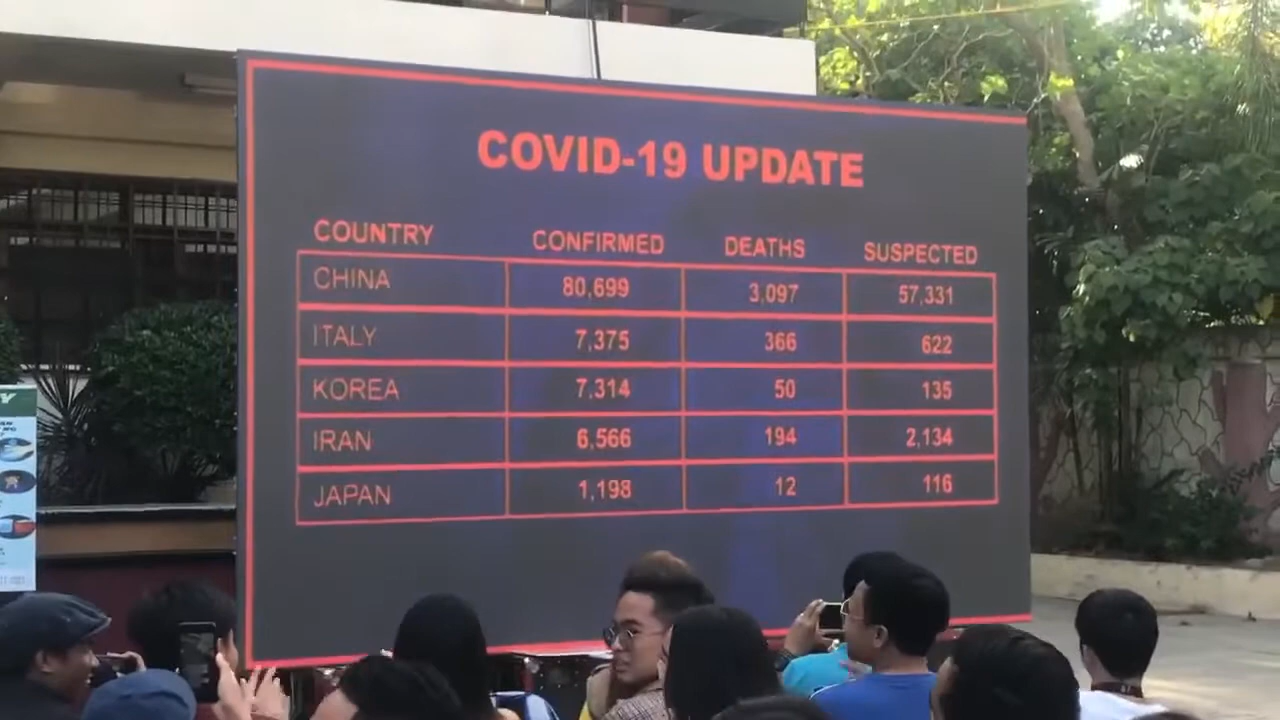 COVID-19 UPDATE
COUNTRY CONFIRMED DEATHS SUSPECTED
CHINA 80,699 3,097 57,331
ITALY 7,375 366 622
KOREA 7,314 50 135
IRAN 6,566 194 2,134
JAPAN 1,198 12 116